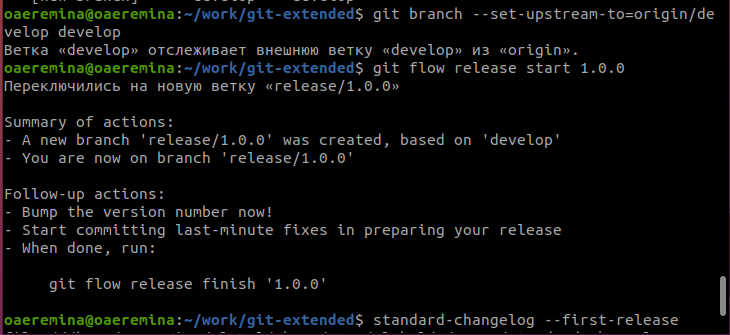 oaeremina@oaeremina:~/work/git-extended$ git branch --set-upstream-to=origin/de
velop develop
Ветка «develop» отслеживает внешнюю ветку «develop» из «origin».
oaeremina@oaeremina:~/work/git-extended$ git flow release start 1.0.0
Переключились на новую ветку «release/1.0.0»
Summary of actions:
- A new branch 'release/1.0.0' was created, based on 'develop'
- You are now on branch 'release/1.0.0'
Follow-up actions:
- Bump the version number now!
- Start committing last-minute fixes in preparing your release
- When done, run:
git flow release finish '1.0.0'
oaeremina@oaeremina:~/work/git-extended$ standard-changelog --first-release